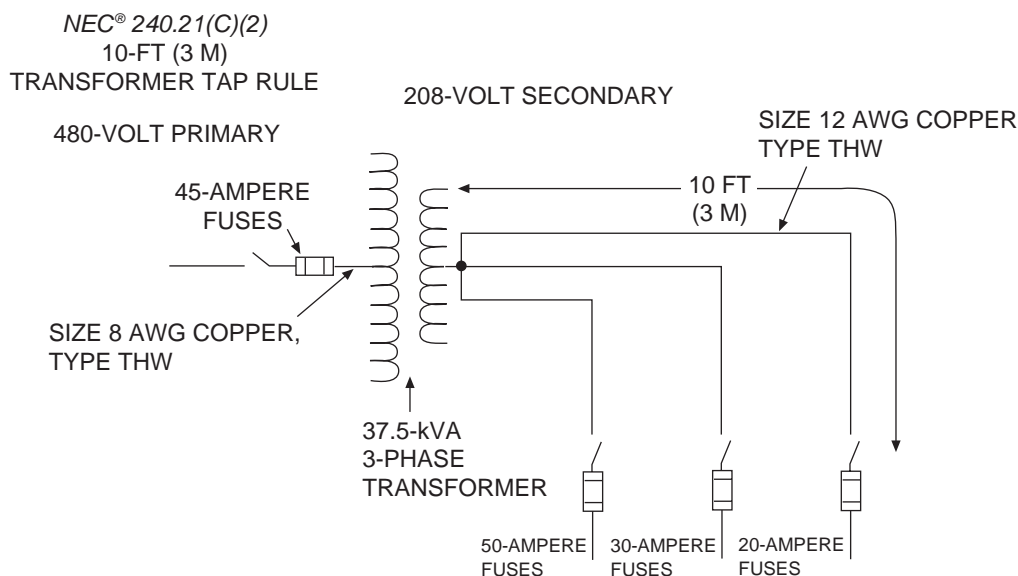 NEC® 240.21(C)(2)
10-FT (3 M)
TRANSFORMER TAP RULE
208-VOLT SECONDARY
480-VOLT PRIMARY
SIZE 12 AWG COPPER
TYPE THW
45-AMPERE
FUSES
10 FT
(3 M)
SIZE 8 AWG COPPER,
TYPE THW
37.5-kVA
3-PHASE
TRANSFORMER
50-AMPERE
FUSES
30-AMPERE
FUSES
20-AMPERE
FUSES